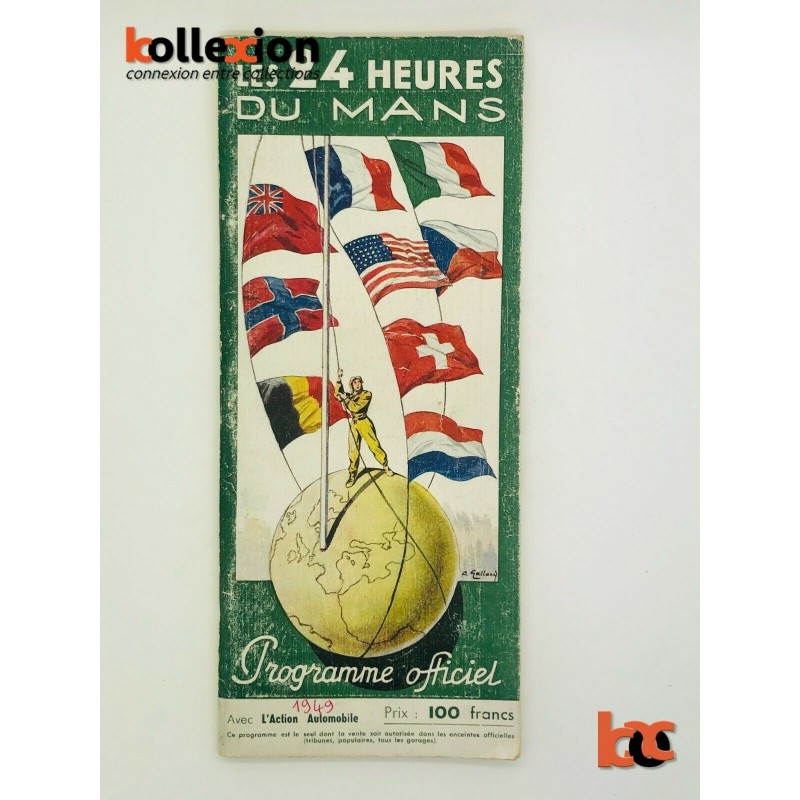 kollexion
connexion entre collections
LES 24 HEURES
DU MANS
Programme officiel
1949
Avec L'Action Automobile Prix : 100 francs
Ce programme est le seul dont la vente soit autorisée dans les enceintes officielles
(tribunes, populaires, tous les garages).